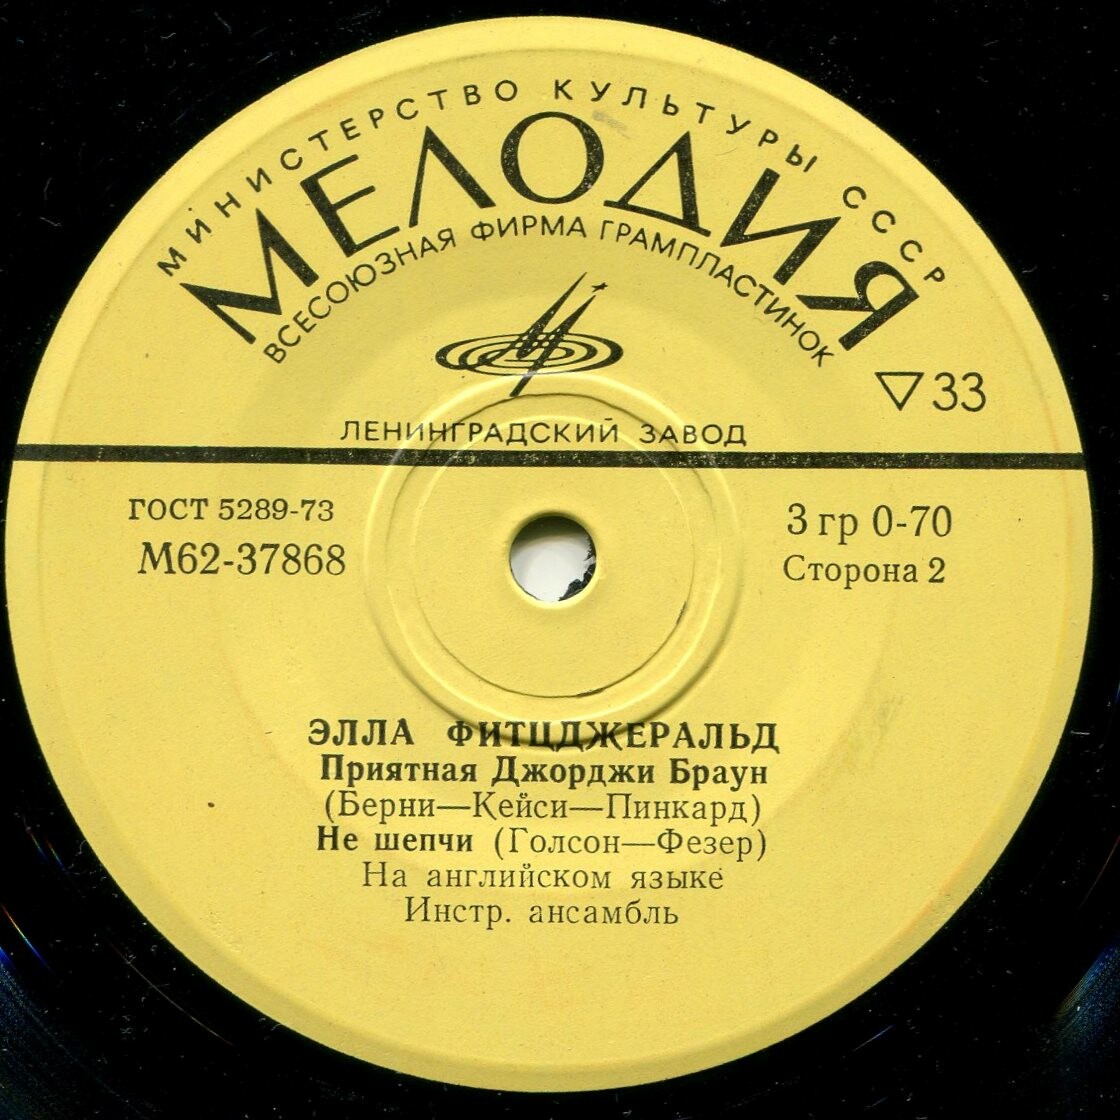 МИНИСТЕРСТВО КУЛЬТУРЫ СССР
МЕЛОДИЯ
ВСЕСОЮЗНАЯ ФИРМА ГРАМПЛАСТИНОК
33
ЛЕНИНГРАДСКИЙ ЗАВОД
ГОСТ 5289-73
М62-37868
3 гр 0-70
Сторона 2
ЭЛЛА ФИТЦДЖЕРАЛЬД
Приятная Джорджи Браун
(Берни—Кейси—Пинкард)
Не шепчи (Голсон—Фезер)
На английском языке
Инстр. ансамбль